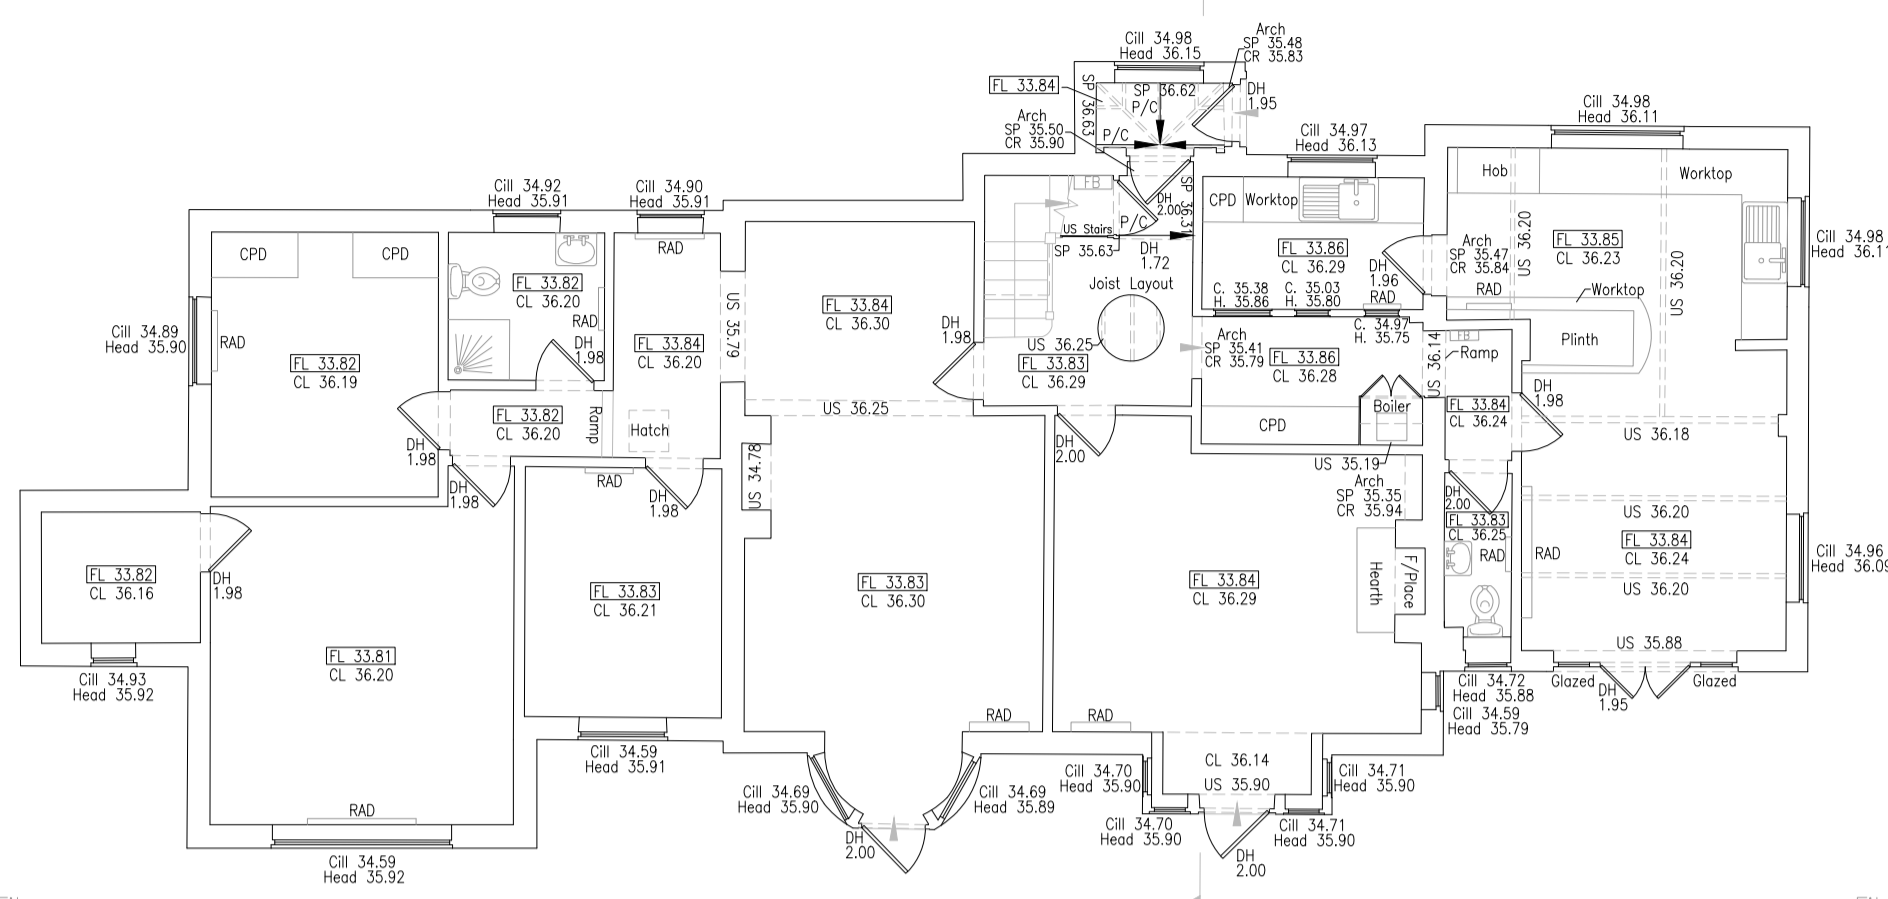 Cill 34.98
Head 36.15
Arch
SP 35.48
CR 35.83
FL 33.84
SP 36.63
SP 36.62
P/C
P/C
DH
1.95
Arch
SP 35.50
CR 35.90
Cill 34.97
Head 36.13
Cill 34.98
Head 36.11
Cill 34.92
Head 35.91
Cill 34.90
Head 35.91
RAD
CPD
CPD
FL 33.82
CL 36.20
RAD
DH
1.98
US 35.79
FL 33.84
CL 36.20
FL 33.84
CL 36.30
DH
1.98
FB
DH
2.00
SP 36.31
P/C
US Stairs
SP 35.63
DH
1.72
Joist Layout
US 36.25
FL 33.83
CL 36.29
CPD
Worktop
FL 33.86
CL 36.29
DH
1.96
RAD
C. 35.38
H. 35.86
C. 35.03
H. 35.80
C. 34.97
H. 35.75
Arch
SP 35.47
CR 35.84
Hob
Worktop
US 36.20
FL 33.85
CL 36.23
US 36.20
RAD
Worktop
Plinth
Cill 34.98
Head 36.11
Cill 34.89
Head 35.90
RAD
FL 33.82
CL 36.19
Arch
SP 35.41
CR 35.79
FL 33.86
CL 36.28
US 36.14
FB
Ramp
Boiler
CPD
FL 33.84
CL 36.24
DH
1.98
US 36.18
FL 33.82
CL 36.20
Ramp
Hatch
US 36.25
DH
1.98
DH
1.98
RAD
DH
1.98
US 34.78
DH
2.00
US 35.19
Arch
SP 35.35
CR 35.94
DH
2.00
FL 33.83
CL 36.25
RAD
RAD
US 36.20
FL 33.84
CL 36.24
US 36.20
US 35.88
Cill 34.96
Head 36.09
FL 33.82
CL 36.16
DH
1.98
FL 33.83
CL 36.21
FL 33.83
CL 36.30
FL 33.84
CL 36.29
Hearth
F/Place
FL 33.81
CL 36.20
Cill 34.93
Head 35.92
RAD
RAD
Cill 34.72
Head 35.88
Cill 34.59
Head 35.79
Glazed
DH
1.95
Glazed
Cill 34.59
Head 35.91
CL 36.14
US 35.90
Cill 34.70
Head 35.90
Cill 34.71
Head 35.90
Cill 34.69
Head 35.90
Cill 34.69
Head 35.89
RAD
Cill 34.59
Head 35.92
DH
2.00
Cill 34.70
Head 35.90
Cill 34.71
Head 35.90
DH
2.00